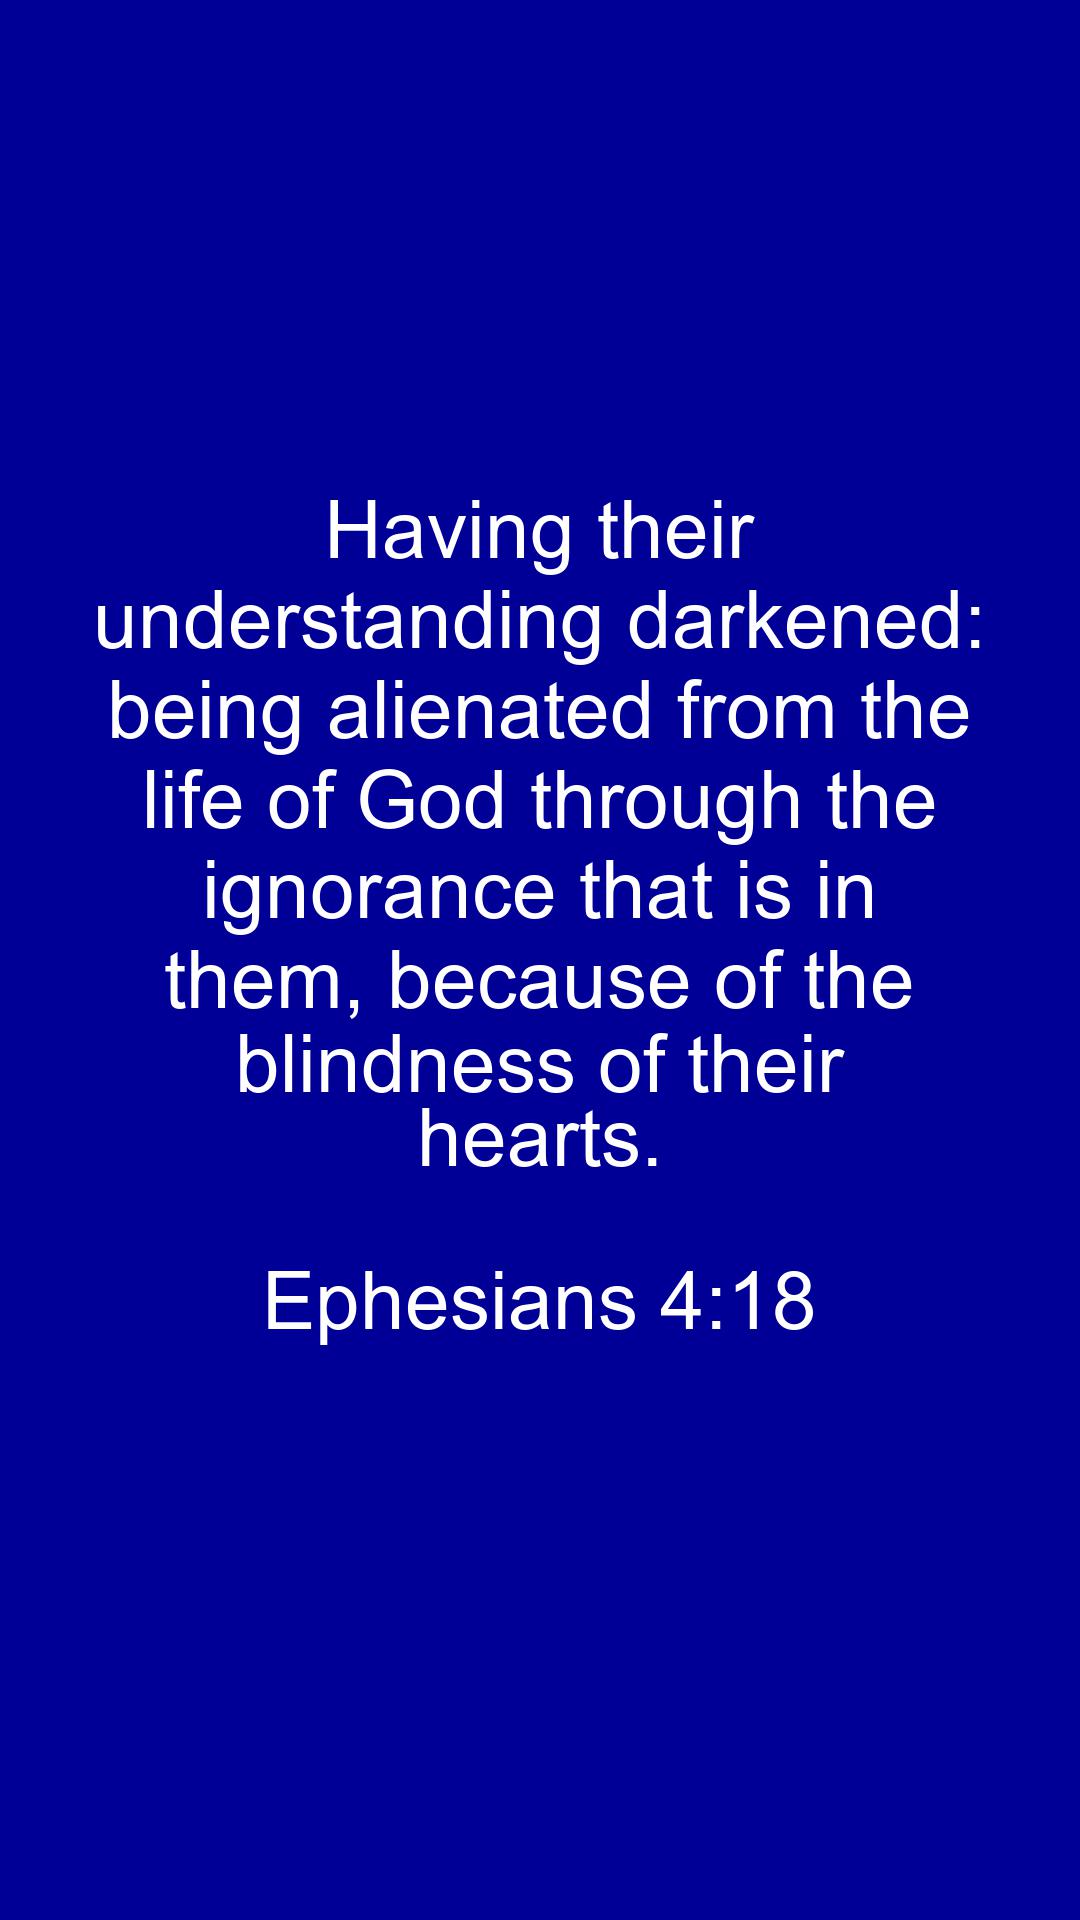 Having their
understanding darkened:
being alienated from the
life of God through the
ignorance that is in
them, because of the
blindness of their
hearts.
Ephesians 4:18